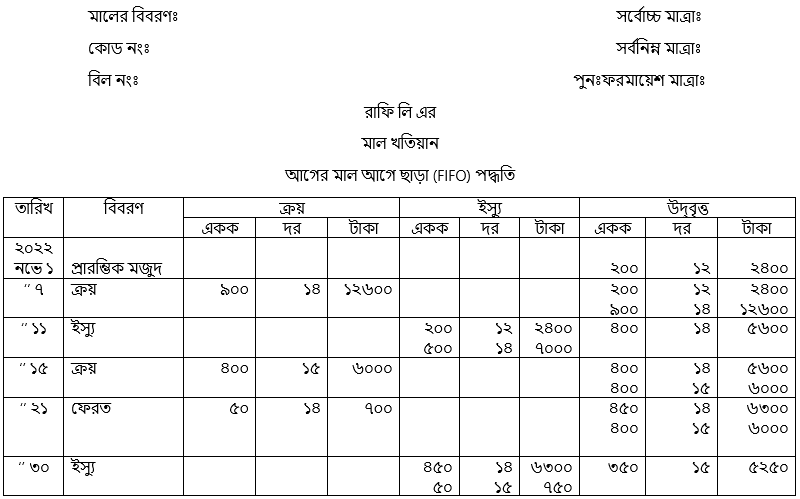 মালের বিবরণঃ সর্বোচ্চ মাত্রাঃ
কোড নংঃ সর্বনিম্ন মাত্রাঃ
বিল নংঃ পুনঃফরমায়েশ মাত্রাঃ
রাফি লি এর
মাল খতিয়ান
আগের মাল আগে ছাড়া (FIFO) পদ্ধতি
তারিখ বিবরণ ক্রয় ইস্যু উদ্বৃত্ত
একক দর টাকা একক দর টাকা একক দর টাকা
২০২২
নভে ১ প্রারম্ভিক মজুদ ২০০ ১২ ২৪০০
“ ৭ ক্রয় ৯০০ ১৪ ১২৬০০ ২০০ ১২ ২৪০০
৯০০ ১৪ ১২৬০০
“ ১১ ইস্যু ২০০ ১২ ২৪০০ ৪০০ ১৪ ৫৬০০
৫০০ ১৪ ৭০০০
“ ১৫ ক্রয় ৪০০ ১৫ ৬০০০ ৪০০ ১৪ ৫৬০০
৪০০ ১৫ ৬০০০
“ ২১ ফেরত ৫০ ১৪ ৭০০ ৪৫০ ১৪ ৬৩০০
৪০০ ১৫ ৬০০০
“ ৩০ ইস্যু ৪৫০ ১৪ ৬৩০০ ৩৫০ ১৫ ৫২৫০
৫০ ১৫ ৭৫০